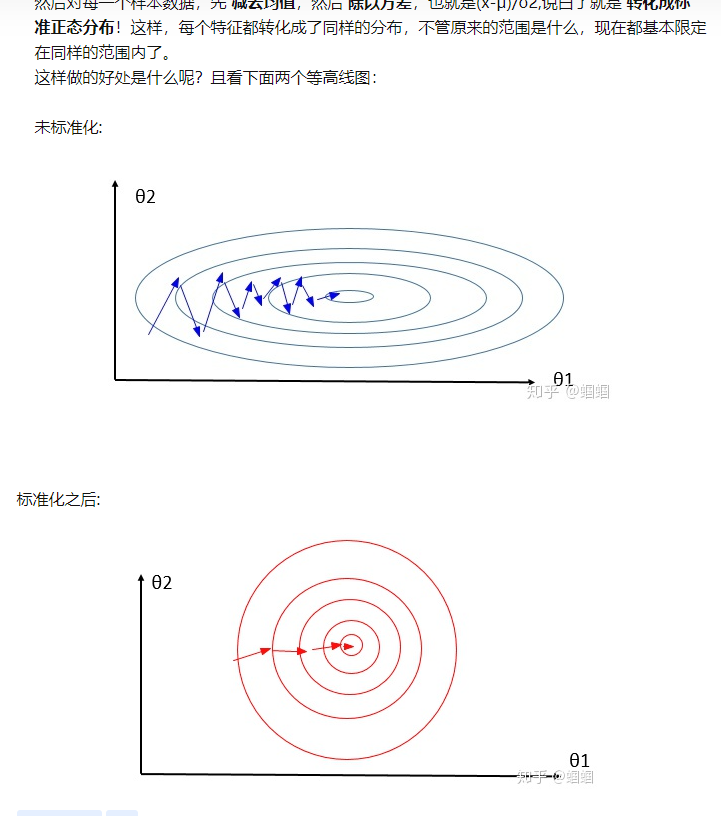 然后对每一个样本数据，先 减去均值，然后 除以方差，也就是(x-μ)/σ2,说白了就是 转化成标
准正态分布！这样，每个特征都转化成了同样的分布，不管原来的范围是什么，现在都基本限定
在同样的范围内了。
这样做的好处是什么呢？且看下面两个等高线图：
未标准化:
θ2
θ1
知乎 @蝈蝈
标准化之后:
θ2
θ1
知乎 @蝈蝈